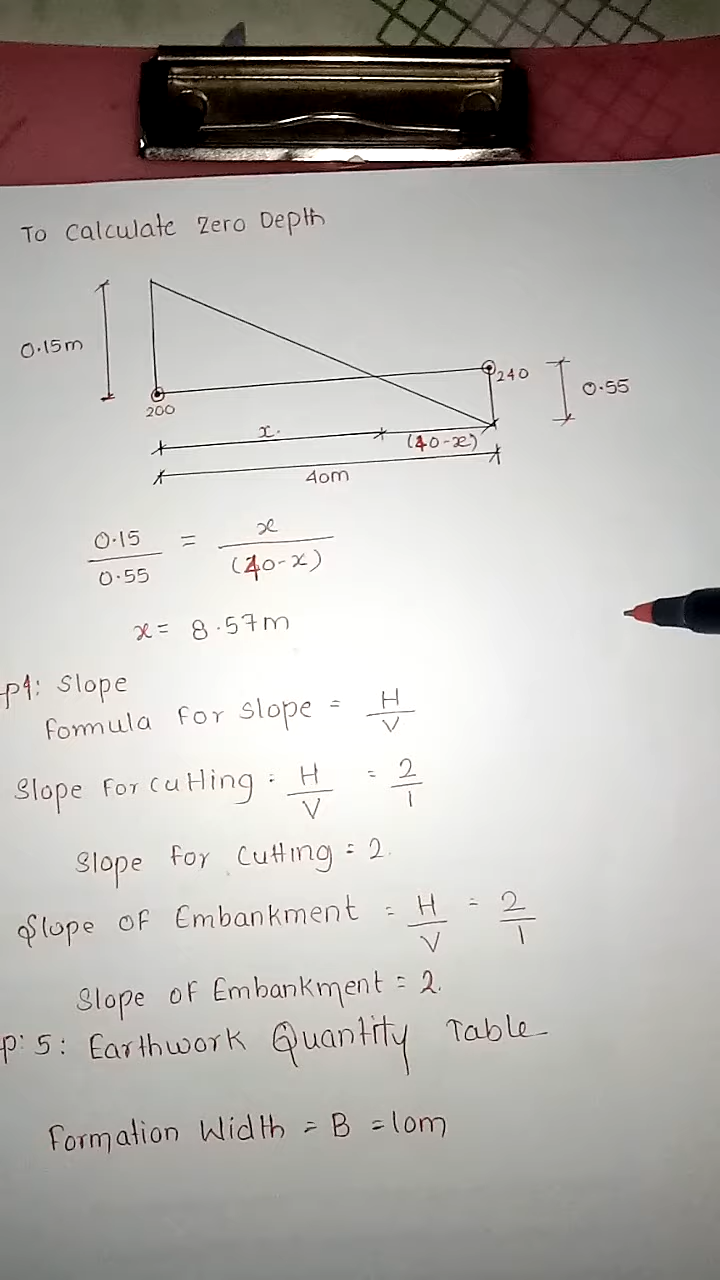 To Calculate Zero Depth
0.15m
200
240
0.55
x.
(40-x)
40m
0.15 / 0.55 = x / (40-x)
x = 8.57m
p4: Slope
formula for slope = H / V
Slope For Cutting = H / V = 2 / 1
Slope for Cutting = 2.
Slope of Embankment = H / V = 2 / 1
Slope of Embankment = 2.
p: 5: Earthwork Quantity Table
Formation Width = B = 10m